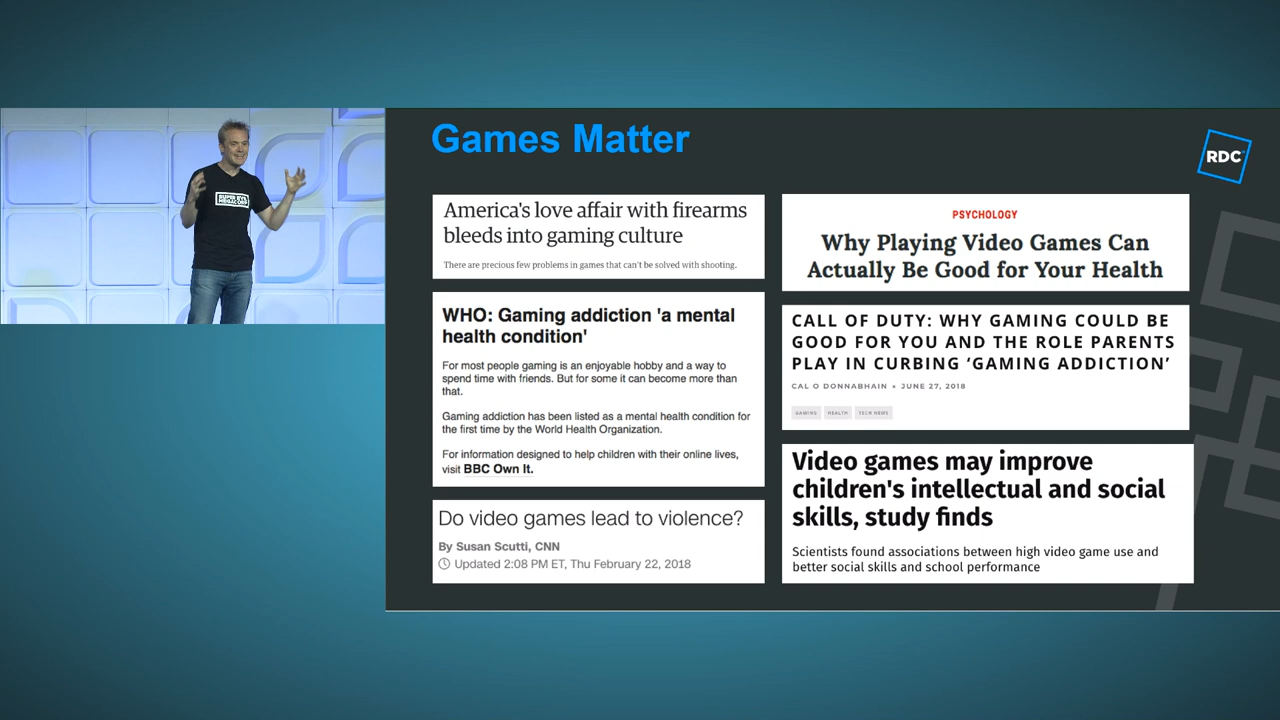 Games Matter
RDC
America's love affair with firearms
bleeds into gaming culture
There are precious few problems in games that can't be solved with shooting.
WHO: Gaming addiction 'a mental
health condition'
For most people gaming is an enjoyable hobby and a way to
spend time with friends. But for some it can become more than
that.
Gaming addiction has been listed as a mental health condition for
the first time by the World Health Organization.
For information designed to help children with their online lives,
visit BBC Own It.
Do video games lead to violence?
By Susan Scutti, CNN
Updated 2:08 PM ET, Thu February 22, 2018
PSYCHOLOGY
Why Playing Video Games Can
Actually Be Good for Your Health
CALL OF DUTY: WHY GAMING COULD BE
GOOD FOR YOU AND THE ROLE PARENTS
PLAY IN CURBING ‘GAMING ADDICTION’
CAL O DONNABHAIN • JUNE 27, 2018
GAMING HEALTH TECH NEWS
Video games may improve
children's intellectual and social
skills, study finds
Scientists found associations between high video game use and
better social skills and school performance
SUPER EVIL
MEGACORP